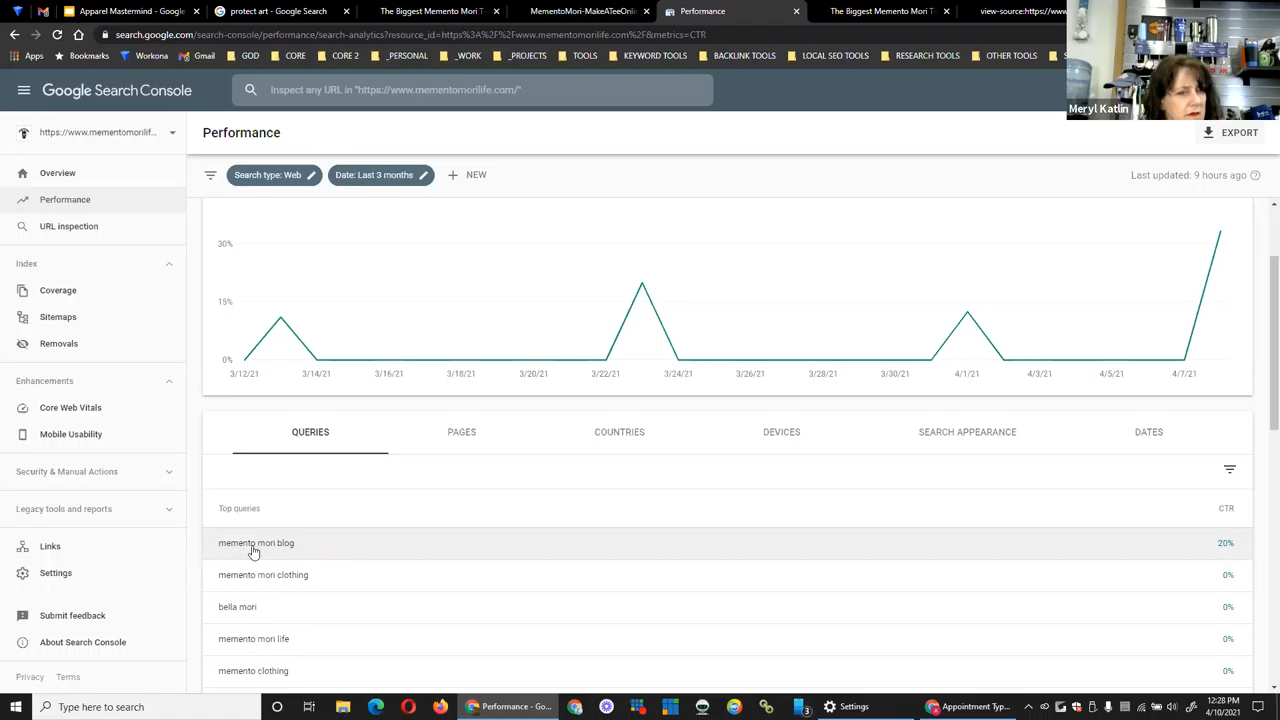 Apparel Mastermind - Google S
protect art - Google Search
The Biggest Memento Mori T
MementoMori-MakeATeeOnlin
Performance
The Biggest Memento Mori T
view-source:https://www
search.google.com/search-console/performance/search-analytics?resource_id=https%3A%2F%2Fwww.mementomorilife.com%2F&metrics=CTR
Apps
Bookmarks
Workona
Gmail
GOD
CORE
CORE 2
_PERSONAL
_WORK
_PROJECTS
TOOLS
KEYWORD TOOLS
BACKLINK TOOLS
LOCAL SEO TOOLS
RESEARCH TOOLS
OTHER TOOLS
Meryl Katlin
Google Search Console
Inspect any URL in "https://www.mementomorilife.com/"
https://www.mementomorilif...
Performance
EXPORT
Overview
Performance
URL inspection
Index
Coverage
Sitemaps
Removals
Enhancements
Core Web Vitals
Mobile Usability
Security & Manual Actions
Legacy tools and reports
Links
Settings
Submit feedback
About Search Console
Privacy Terms
Search type: Web
Date: Last 3 months
NEW
Last updated: 9 hours ago
30%
15%
0%
3/12/21 3/14/21 3/16/21 3/18/21 3/20/21 3/22/21 3/24/21 3/26/21 3/28/21 3/30/21 4/1/21 4/3/21 4/5/21 4/7/21
QUERIES
PAGES
COUNTRIES
DEVICES
SEARCH APPEARANCE
DATES
Top queries CTR
memento mori blog 20%
memento mori clothing 0%
bella mori 0%
memento mori life 0%
memento clothing 0%
Type here to search
Performance - Go...
Settings
Appointment Typ...
12:28 PM
4/10/2021